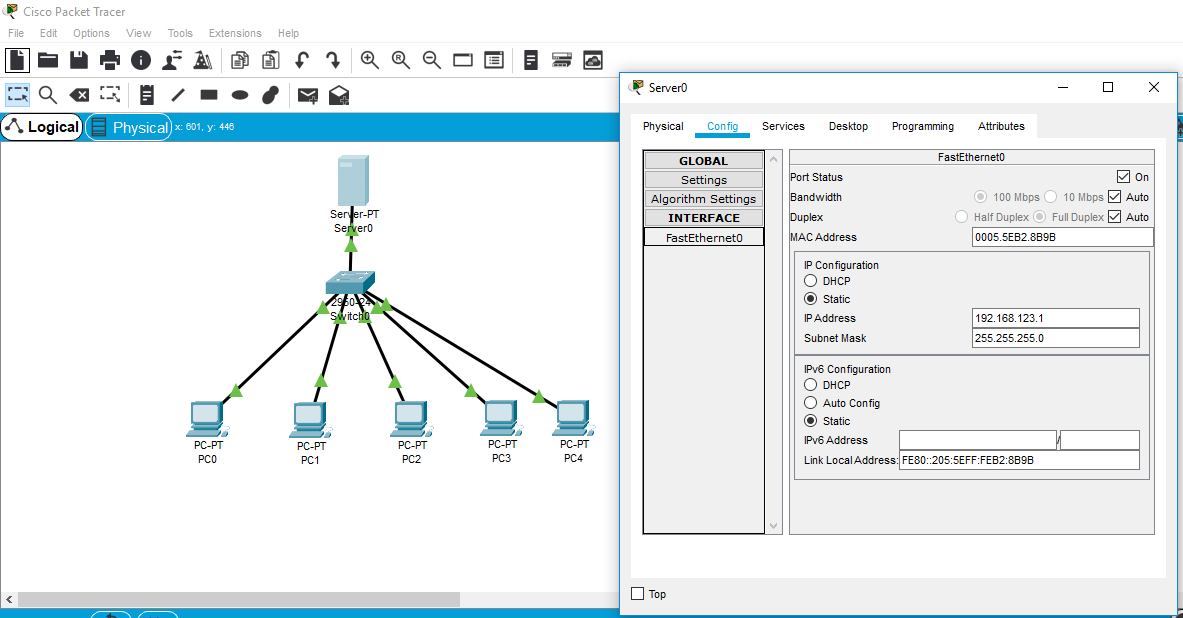 Cisco Packet Tracer
File Edit Options View Tools Extensions Help
Logical Physical x: 601, y: 446
Server-PT
Server0
2950-24
Switch0
PC-PT
PC0
PC-PT
PC1
PC-PT
PC2
PC-PT
PC3
PC-PT
PC4
Server0
Physical Config Services Desktop Programming Attributes
GLOBAL
Settings
Algorithm Settings
INTERFACE
FastEthernet0
FastEthernet0
Port Status On
Bandwidth 100 Mbps 10 Mbps Auto
Duplex Half Duplex Full Duplex Auto
MAC Address 0005.5EB2.8B9B
IP Configuration
DHCP
Static
IP Address 192.168.123.1
Subnet Mask 255.255.255.0
IPv6 Configuration
DHCP
Auto Config
Static
IPv6 Address /
Link Local Address: FE80::205:5EFF:FEB2:8B9B
Top